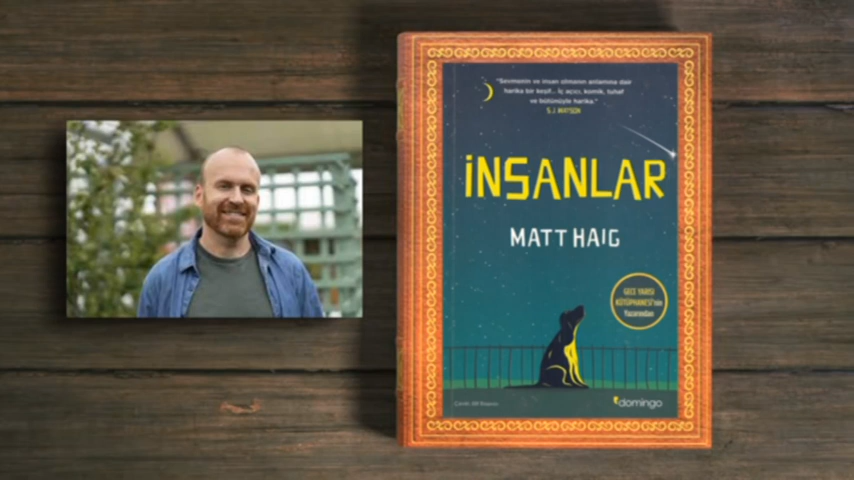 "Sevmenin ve insan olmanın anlamına dair
harika bir keşif... İç açıcı, komik, tuhaf
ve bütünüyle harika."
S.J. WATSON
İNSANLAR
MATT HAIG
GECE YARISI
KÜTÜPHANESİ'nin
Yazarından
domingo